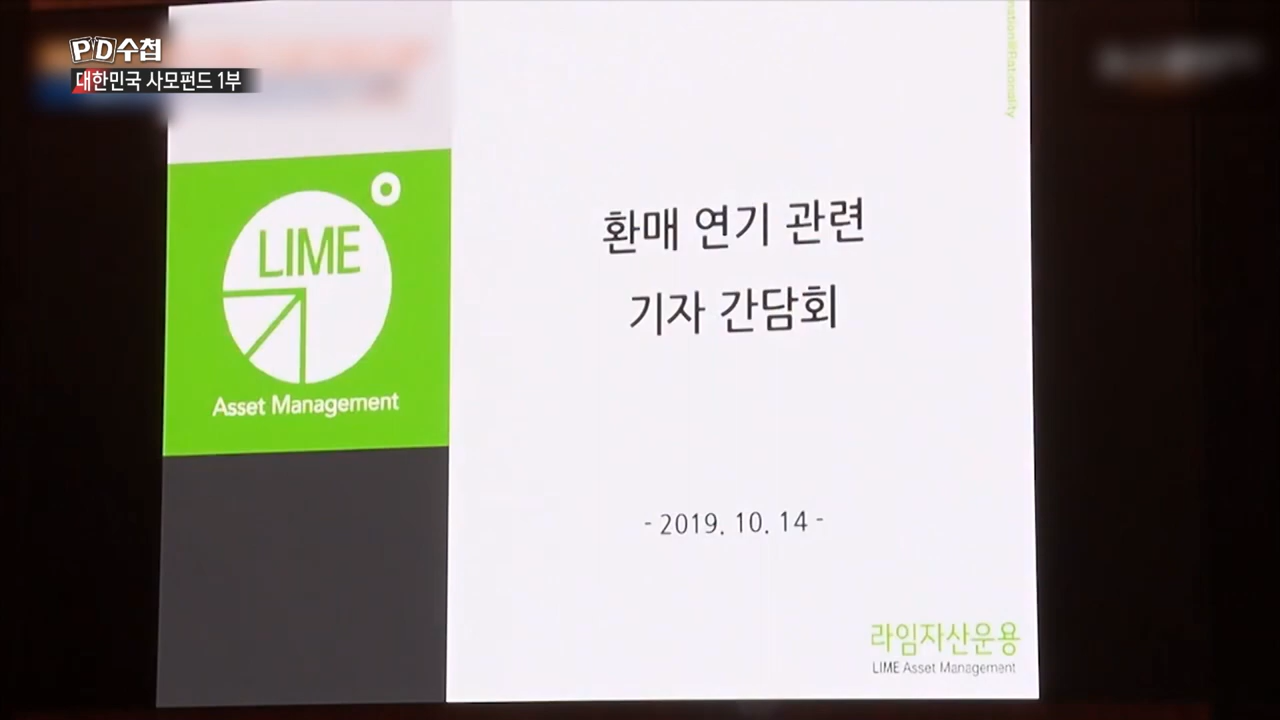 PD수첩
대한민국 사모펀드 1부
LIME
Asset Management
환매 연기 관련
기자 간담회
- 2019. 10. 14 -
라임자산운용
LIME Asset Management